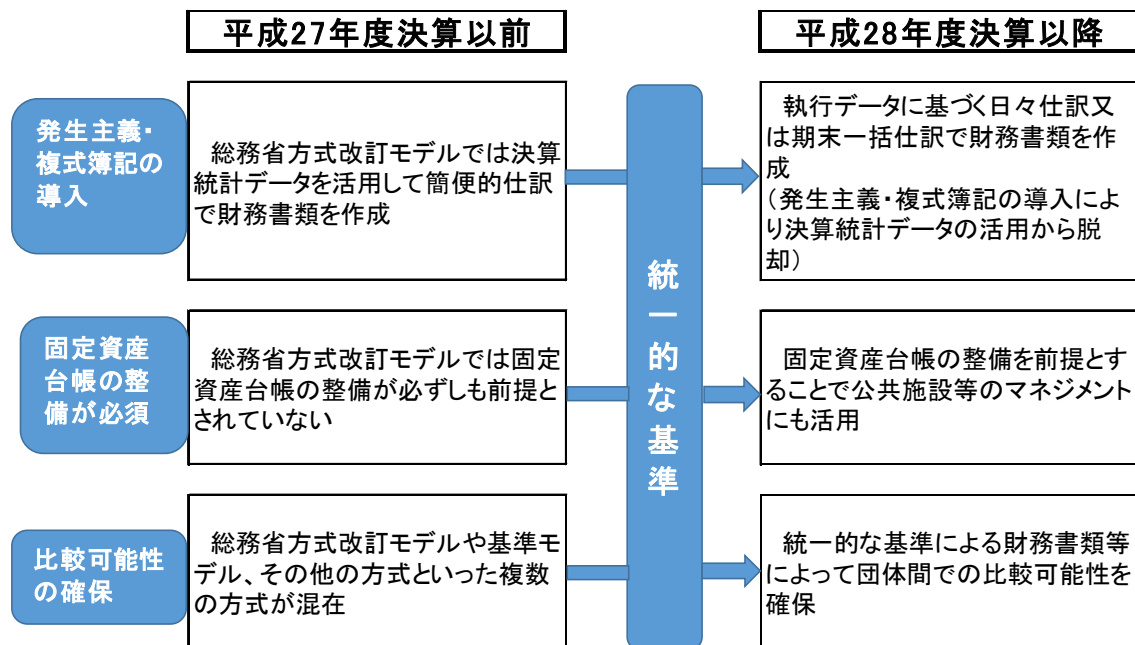 平成27年度決算以前
平成28年度決算以降
発生主義・
複式簿記の
導入
総務省方式改訂モデルでは決算
統計データを活用して簡便的仕訳
で財務書類を作成
統一的な基準
執行データに基づく日々仕訳又
は期末一括仕訳で財務書類を作
成
（発生主義・複式簿記の導入によ
り決算統計データの活用から脱
却）
固定資産
台帳の整
備が必須
総務省方式改訂モデルでは固定
資産台帳の整備が必ずしも前提と
されていない
固定資産台帳の整備を前提とす
ることで公共施設等のマネジメント
にも活用
比較可能性
の確保
総務省方式改訂モデルや基準モ
デル、その他の方式といった複数
の方式が混在
統一的な基準による財務書類等
によって団体間での比較可能性を
確保